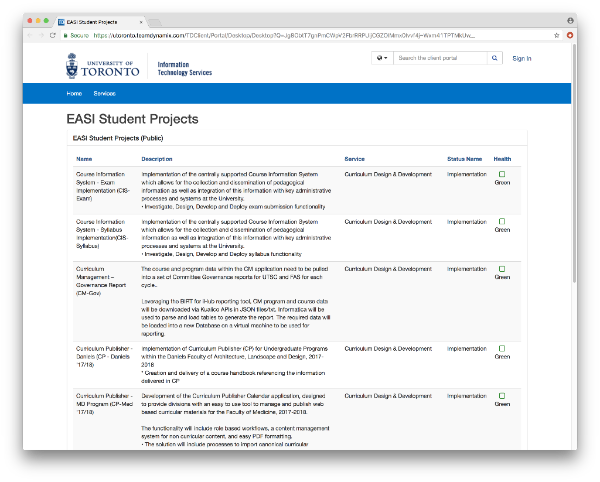 EASI Student Projects
Secure
UNIVERSITY OF
TORONTO
Information
Technology Services
Search the client portal
Sign In
Home Services
EASI Student Projects
EASI Student Projects (Public)
Name Description Service Status Name Health
Course Information
System - Exam
Implementation (CIS-
Exam)
Implementation of the centrally supported Course Information System
which allows for the collection and dissemination of pedagogical
information as well as integration of this information with key administrative
processes and systems at the University.
• Investigate, Design, Develop and Deploy exam submission functionality
Curriculum Design & Development
Implementation
Green
Course Information
System - Syllabus
Implementation(CIS-
Syllabus)
Implementation of the centrally supported Course Information System
which allows for the collection and dissemination of pedagogical
information as well as integration of this information with key administrative
processes and systems at the University.
• Investigate, Design, Develop and Deploy syllabus functionality
Curriculum Design & Development
Implementation
Green
Curriculum
Management –
Governance Report
(CM-Gov)
The course and program data within the CM application need to be pulled
into a set of Committee Governance reports for UTSC and FAS for each
cycle.
Leveraging the BIRT for iHub reporting tool, CM program and course data
will be downloaded via Kualico APIs in JSON files/txt. Informatica will be
used to parse and load tables to generate the report. The required data will
be loaded into a new Database on a virtual machine to be used for
reporting.
Curriculum Design & Development
Implementation
Green
Curriculum Publisher -
Daniels (CP - Daniels
'17/18)
Implementation of Curriculum Publisher (CP) for Undergraduate Programs
within the Daniels Faculty of Architecture, Landscape and Design, 2017-
2018
* Creation and delivery of a course handbook referencing the information
delivered in CP
Curriculum Design & Development
Implementation
Green
Curriculum Publisher -
MD Program (CP-Med
'17/18)
Development of the Curriculum Publisher Calendar application, designed
to provide divisions with an easy to use tool to manage and publish web
based curricular materials for the Faculty of Medicine, 2017-2018.
The functionality will include role based workflows, a content management
system for non curricular content, and easy PDF formatting.
• The solution will include processes to import canonical curricular
Curriculum Design & Development
Implementation
Green